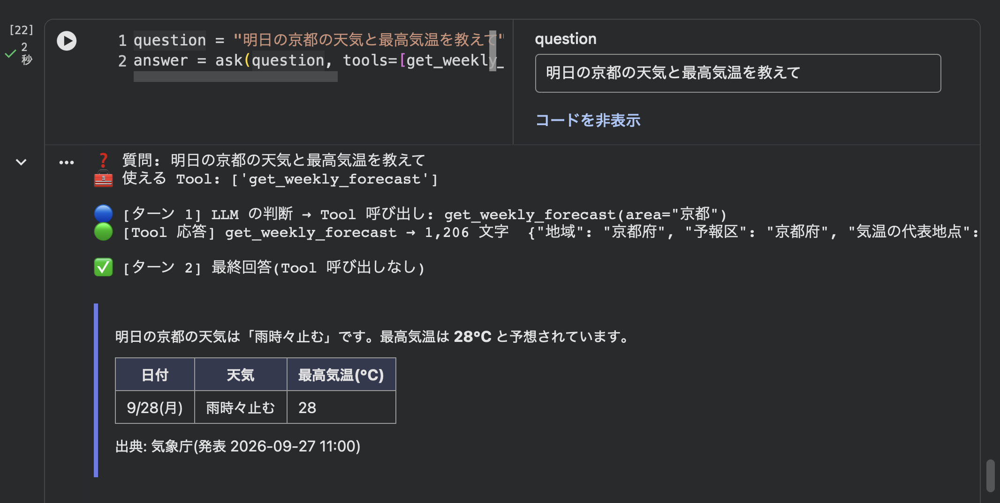 [22]
2
秒
1 question = "明日の京都の天気と最高気温を教えて"
2 answer = ask(question, tools=[get_weekly_
question
明日の京都の天気と最高気温を教えて
コードを非表示
❓ 質問: 明日の京都の天気と最高気温を教えて
🧰 使える Tool: ['get_weekly_forecast']
🔵 [ターン 1] LLM の判断 → Tool 呼び出し: get_weekly_forecast(area="京都")
🟢 [Tool 応答] get_weekly_forecast → 1,206 文字 {"地域": "京都府", "予報区": "京都府", "気温の代表地点":
✅ [ターン 2] 最終回答(Tool 呼び出しなし)
明日の京都の天気は「雨時々止む」です。最高気温は 28°C と予想されています。
日付 天気 最高気温(°C)
9/28(月) 雨時々止む 28
出典: 気象庁(発表 2026-09-27 11:00)